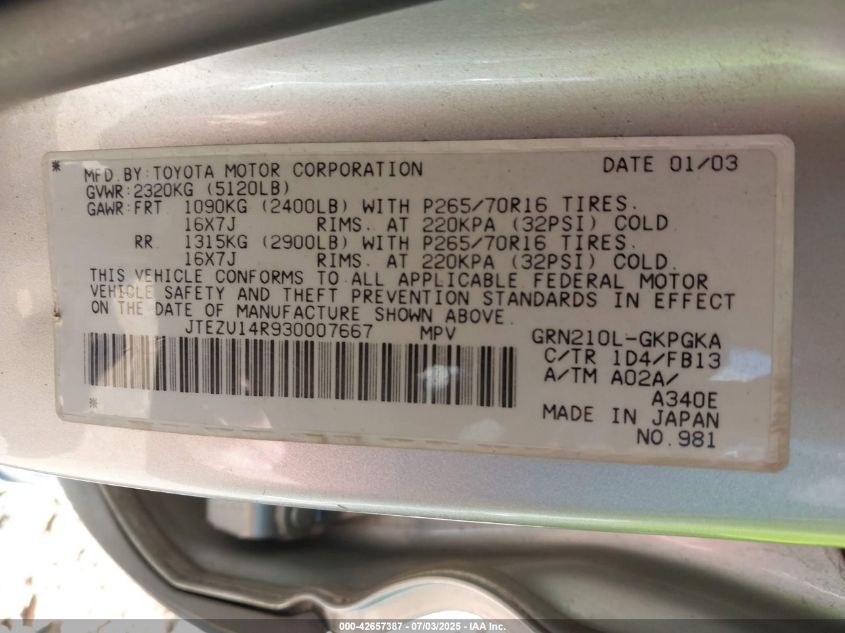 * MFD. BY: TOYOTA MOTOR CORPORATION DATE 01/03
GVWR: 2320KG (5120LB)
GAWR: FRT 1090KG (2400LB) WITH P265/70R16 TIRES.
16X7J RIMS. AT 220KPA (32PSI) COLD
RR 1315KG (2900LB) WITH P265/70R16 TIRES.
16X7J RIMS. AT 220KPA (32PSI) COLD.
THIS VEHICLE CONFORMS TO ALL APPLICABLE FEDERAL MOTOR
VEHICLE SAFETY AND THEFT PREVENTION STANDARDS IN EFFECT
ON THE DATE OF MANUFACTURE SHOWN ABOVE.
JTEZU14R930007667 MPV GRN210L-GKPGKA
C/TR 1D4/FB13
A/TM A02A/
A340E
*
MADE IN JAPAN
NO. 981
000-42657387 - 07/03/2025 - IAA, Inc.